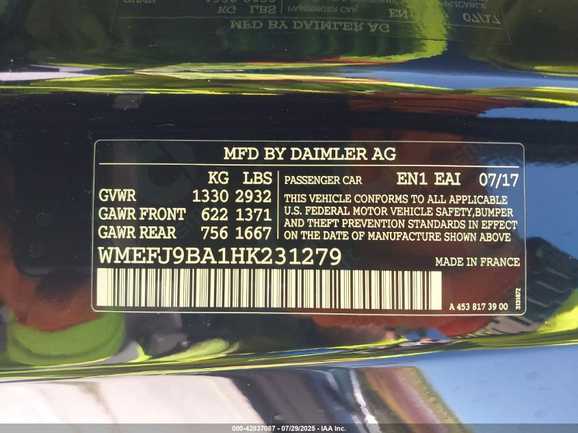 MFD BY DAIMLER AG
KG LBS
GVWR 1330 2932
GAWR FRONT 622 1371
GAWR REAR 756 1667
PASSENGER CAR EN1 EAI 07/17
THIS VEHICLE CONFORMS TO ALL APPLICABLE
U.S. FEDERAL MOTOR VEHICLE SAFETY,BUMPER
AND THEFT PREVENTION STANDARDS IN EFFECT
ON THE DATE OF MANUFACTURE SHOWN ABOVE
WMEFJ9BA1HK231279
MADE IN FRANCE
A 453 817 39 00
000-42837087 - 07/29/2025 - IAA Inc.